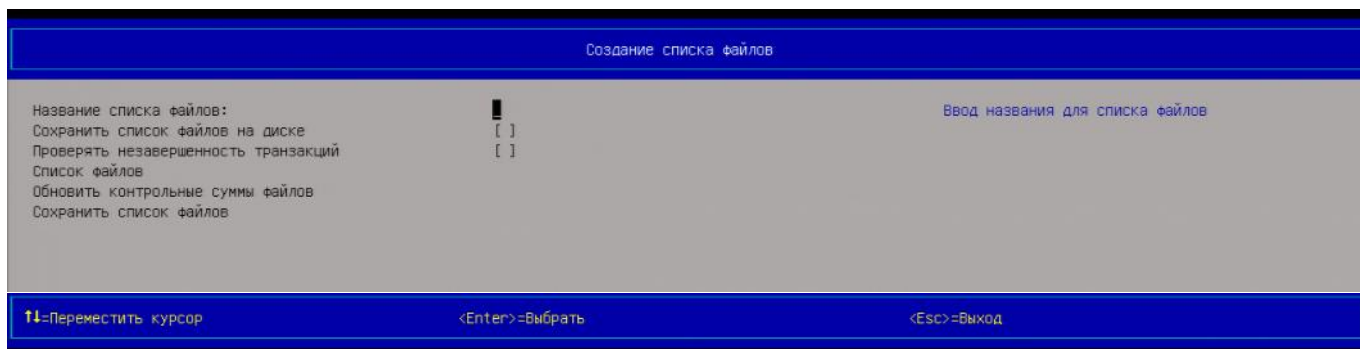 Создание списка файлов
Название списка файлов: Ввод названия для списка файлов
Сохранить список файлов на диске [ ]
Проверять незавершенность транзакций [ ]
Список файлов
Обновить контрольные суммы файлов
Сохранить список файлов
↑↓=Переместить курсор <Enter>=Выбрать <Esc>=Выход